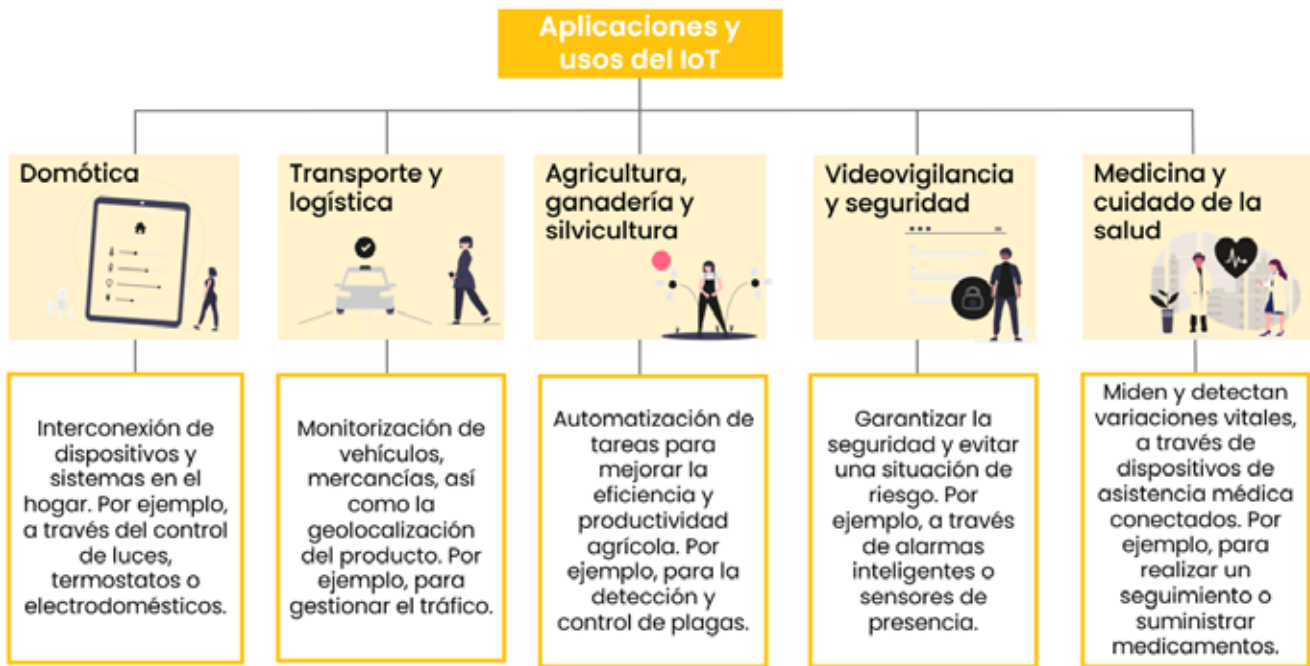 Aplicaciones y
usos del IoT
Domótica
Transporte y
logística
Agricultura,
ganadería y
silvicultura
Videovigilancia
y seguridad
Medicina y
cuidado de la
salud
Interconexión de
dispositivos y
sistemas en el
hogar. Por ejemplo,
a través del control
de luces,
termostatos o
electrodomésticos.
Monitorización de
vehículos,
mercancías, así
como la
geolocalización
del producto. Por
ejemplo, para
gestionar el tráfico.
Automatización de
tareas para
mejorar la
eficiencia y
productividad
agrícola. Por
ejemplo, para la
detección y
control de plagas.
Garantizar la
seguridad y evitar
una situación de
riesgo. Por
ejemplo, a través
de alarmas
inteligentes o
sensores de
presencia.
Miden y detectan
variaciones vitales,
a través de
dispositivos de
asistencia médica
conectados. Por
ejemplo, para
realizar un
seguimiento o
suministrar
medicamentos.